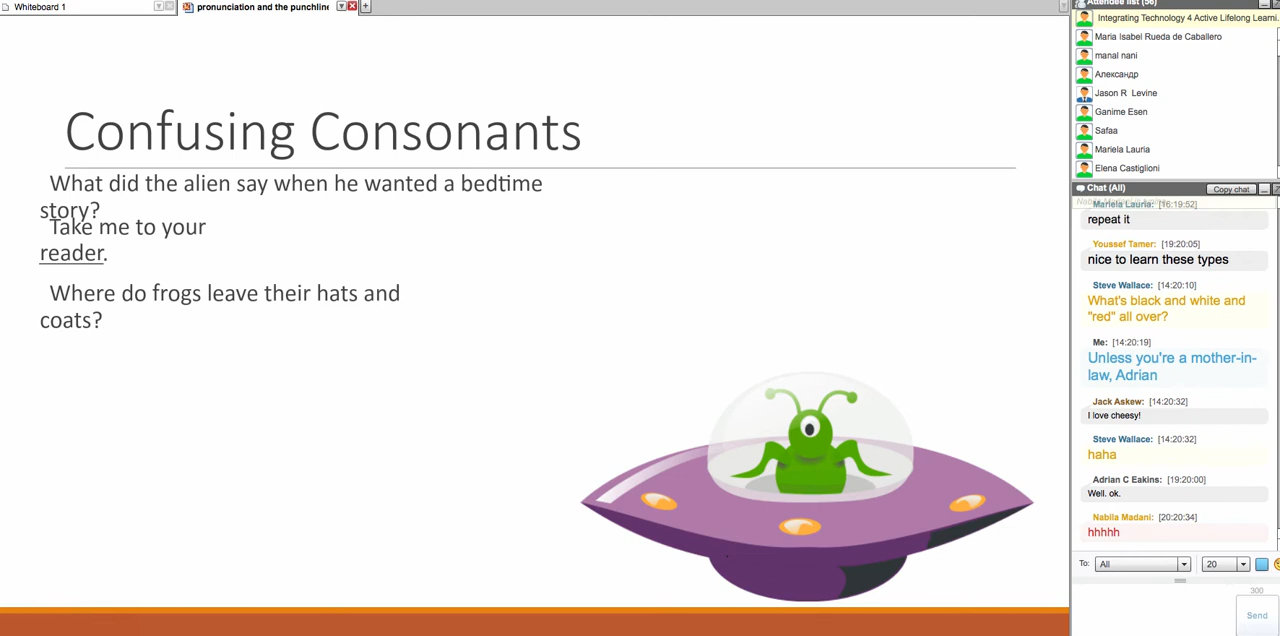 Whiteboard 1
pronunciation and the punchline
Attendee list (56)
Integrating Technology 4 Active Lifelong Learni
Maria Isabel Rueda de Caballero
manal nani
Александр
Jason R Levine
Ganime Esen
Safaa
Mariela Lauria
Elena Castiglioni
Confusing Consonants
What did the alien say when he wanted a bedtime
story?
Take me to your
reader.
Where do frogs leave their hats and
coats?
Chat (All)
Copy chat
Mariela Lauria: [16:19:52]
repeat it
Youssef Tamer: [19:20:05]
nice to learn these types
Steve Wallace: [14:20:10]
What's black and white and
"red" all over?
Me: [14:20:19]
Unless you're a mother-in-
law, Adrian
Jack Askew: [14:20:32]
I love cheesy!
Steve Wallace: [14:20:32]
haha
Adrian C Eakins: [19:20:00]
Well. ok.
Nabila Madani: [20:20:34]
hhhhh
To: All 20
300
Send